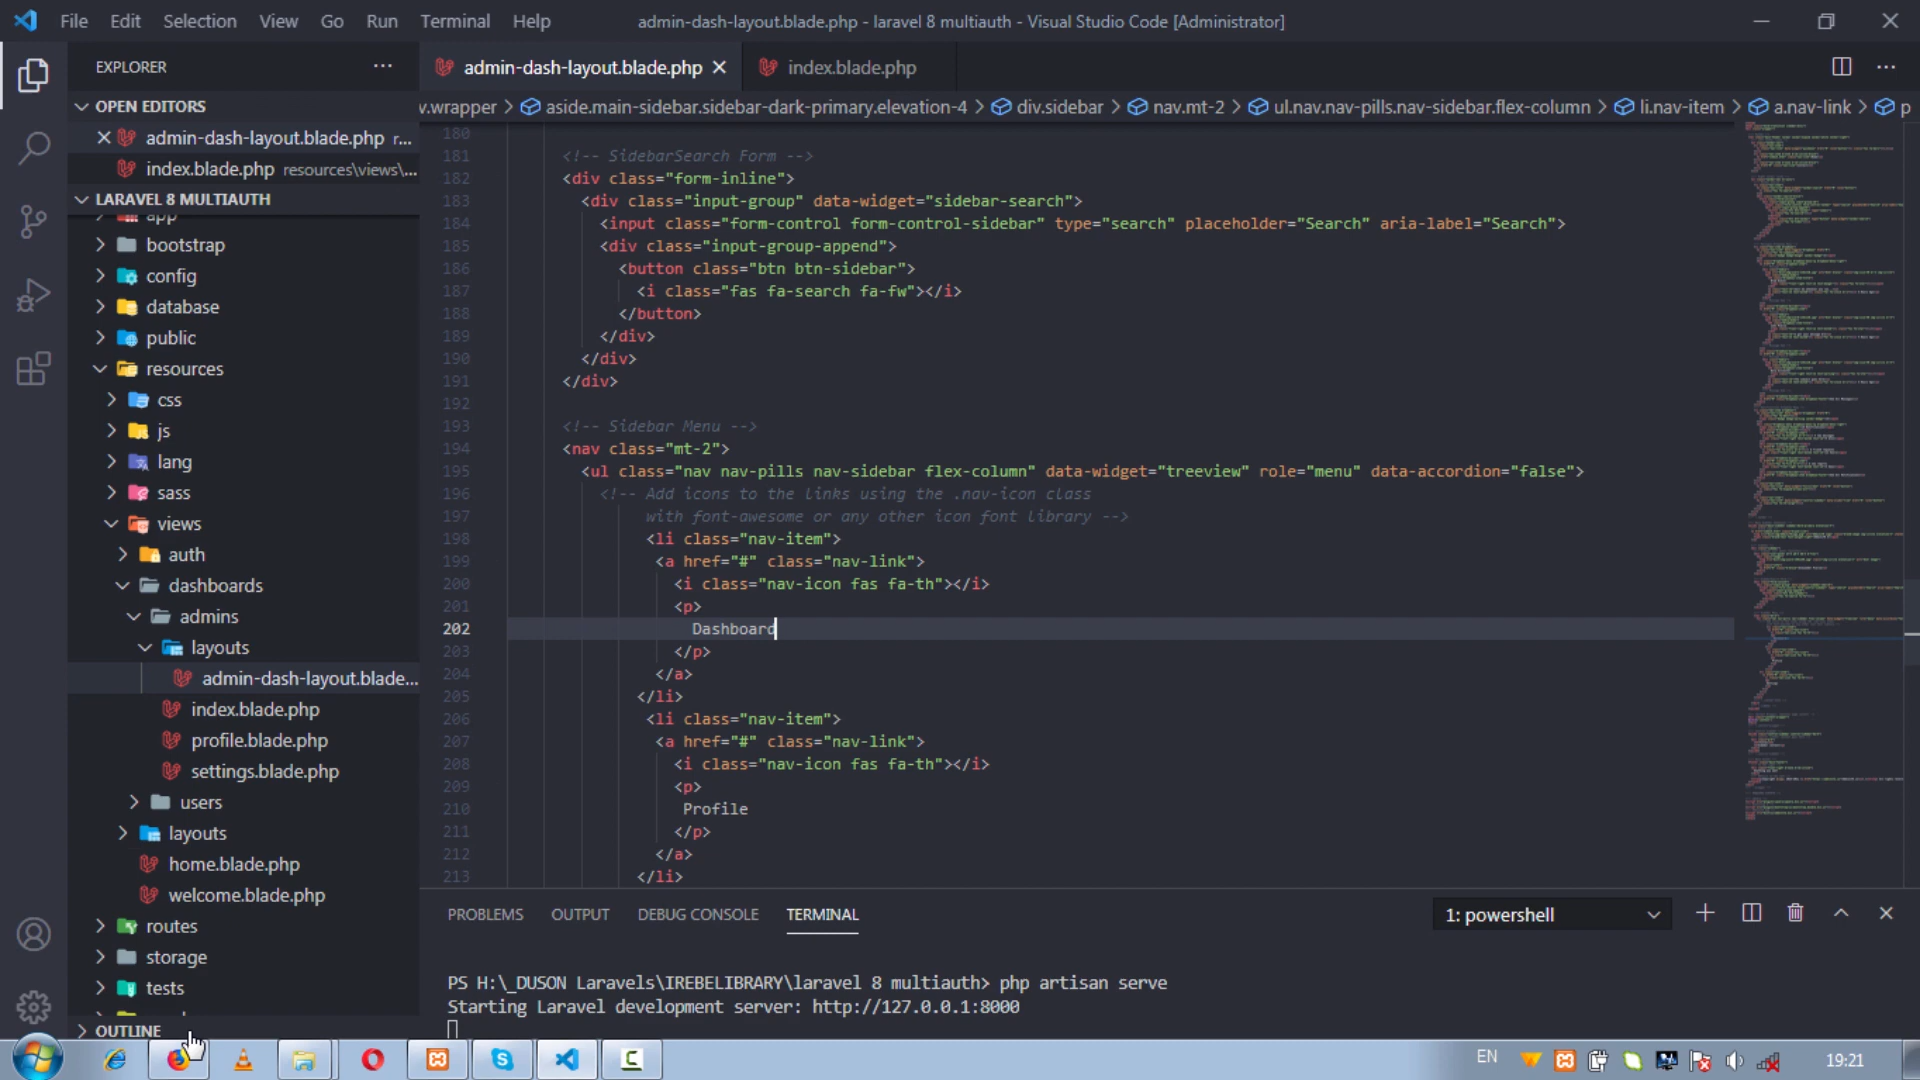 File Edit Selection View Go Run Terminal Help
admin-dash-layout.blade.php - laravel 8 multiauth - Visual Studio Code [Administrator]
EXPLORER
OPEN EDITORS
admin-dash-layout.blade.php r...
index.blade.php resources\views\...
LARAVEL 8 MULTIAUTH
app
bootstrap
config
database
public
resources
css
js
lang
sass
views
auth
dashboards
admins
layouts
admin-dash-layout.blade...
index.blade.php
profile.blade.php
settings.blade.php
users
layouts
home.blade.php
welcome.blade.php
routes
storage
tests
OUTLINE
admin-dash-layout.blade.php
index.blade.php
v.wrapper > aside.main-sidebar.sidebar-dark-primary.elevation-4 > div.sidebar > nav.mt-2 > ul.nav.nav-pills.nav-sidebar.flex-column > li.nav-item > a.nav-link > p
180
181 <!-- SidebarSearch Form -->
182 <div class="form-inline">
183 <div class="input-group" data-widget="sidebar-search">
184 <input class="form-control form-control-sidebar" type="search" placeholder="Search" aria-label="Search">
185 <div class="input-group-append">
186 <button class="btn btn-sidebar">
187 <i class="fas fa-search fa-fw"></i>
188 </button>
189 </div>
190 </div>
191 </div>
192
193 <!-- Sidebar Menu -->
194 <nav class="mt-2">
195 <ul class="nav nav-pills nav-sidebar flex-column" data-widget="treeview" role="menu" data-accordion="false">
196 <!-- Add icons to the links using the .nav-icon class
197 with font-awesome or any other icon font library -->
198 <li class="nav-item">
199 <a href="#" class="nav-link">
200 <i class="nav-icon fas fa-th"></i>
201 <p>
202 Dashboard
203 </p>
204 </a>
205 </li>
206 <li class="nav-item">
207 <a href="#" class="nav-link">
208 <i class="nav-icon fas fa-th"></i>
209 <p>
210 Profile
211 </p>
212 </a>
213 </li>
PROBLEMS OUTPUT DEBUG CONSOLE TERMINAL
1: powershell
PS H:\_DUSON Laravels\IREBELIBRARY\laravel 8 multiauth> php artisan serve
Starting Laravel development server: http://127.0.0.1:8000
EN
19:21